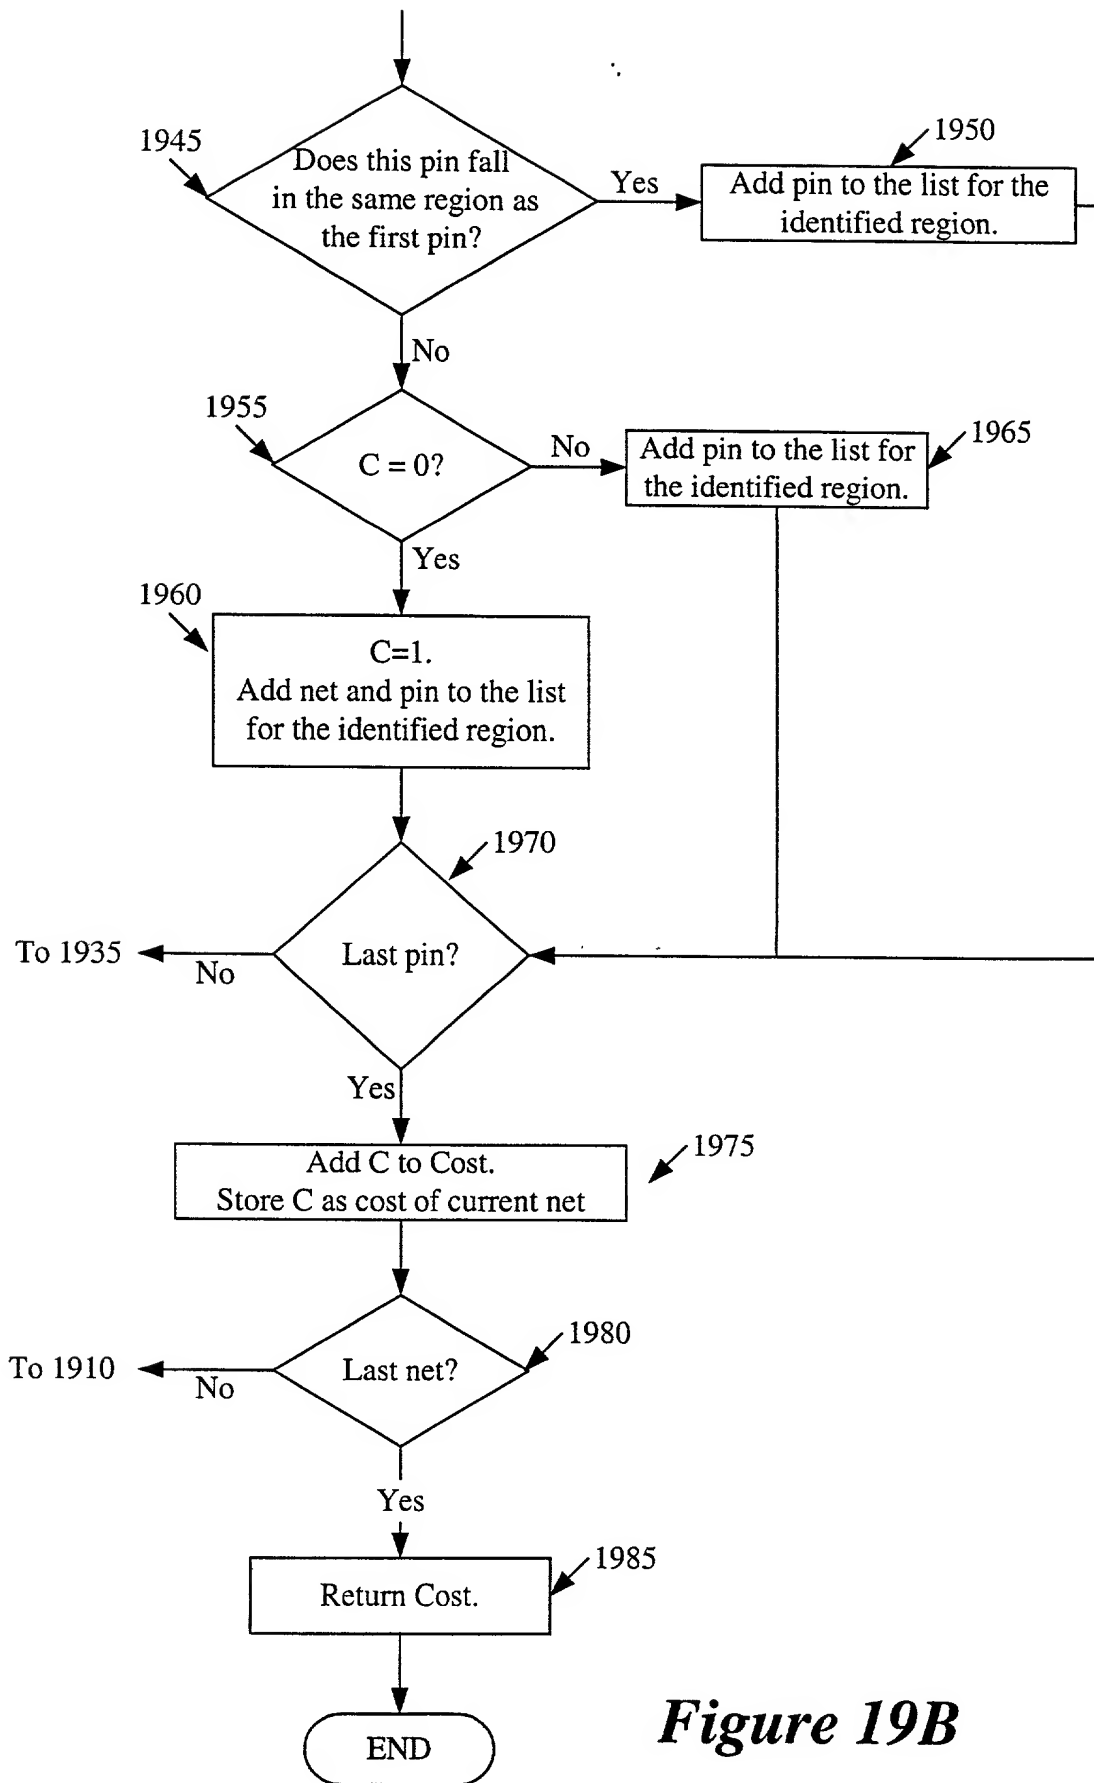 1945
Does this pin fall
in the same region as
the first pin?
Yes
1950
Add pin to the list for the
identified region.
No
1955
C = 0?
No
1965
Add pin to the list for
the identified region.
Yes
1960
C=1.
Add net and pin to the list
for the identified region.
1970
Last pin?
To 1935
No
Yes
1975
Add C to Cost.
Store C as cost of current net
1980
Last net?
To 1910
No
Yes
1985
Return Cost.
END
Figure 19B